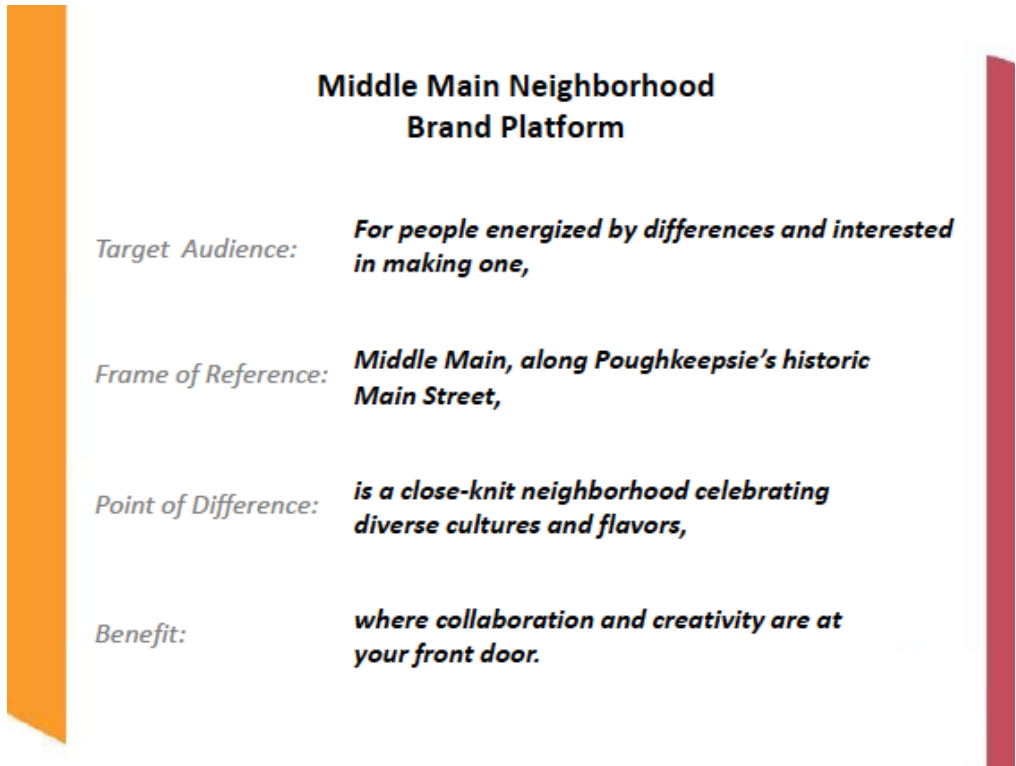 Middle Main Neighborhood
Brand Platform
Target Audience:
For people energized by differences and interested
in making one,
Frame of Reference:
Middle Main, along Poughkeepsie’s historic
Main Street,
Point of Difference:
is a close-knit neighborhood celebrating
diverse cultures and flavors,
Benefit:
where collaboration and creativity are at
your front door.